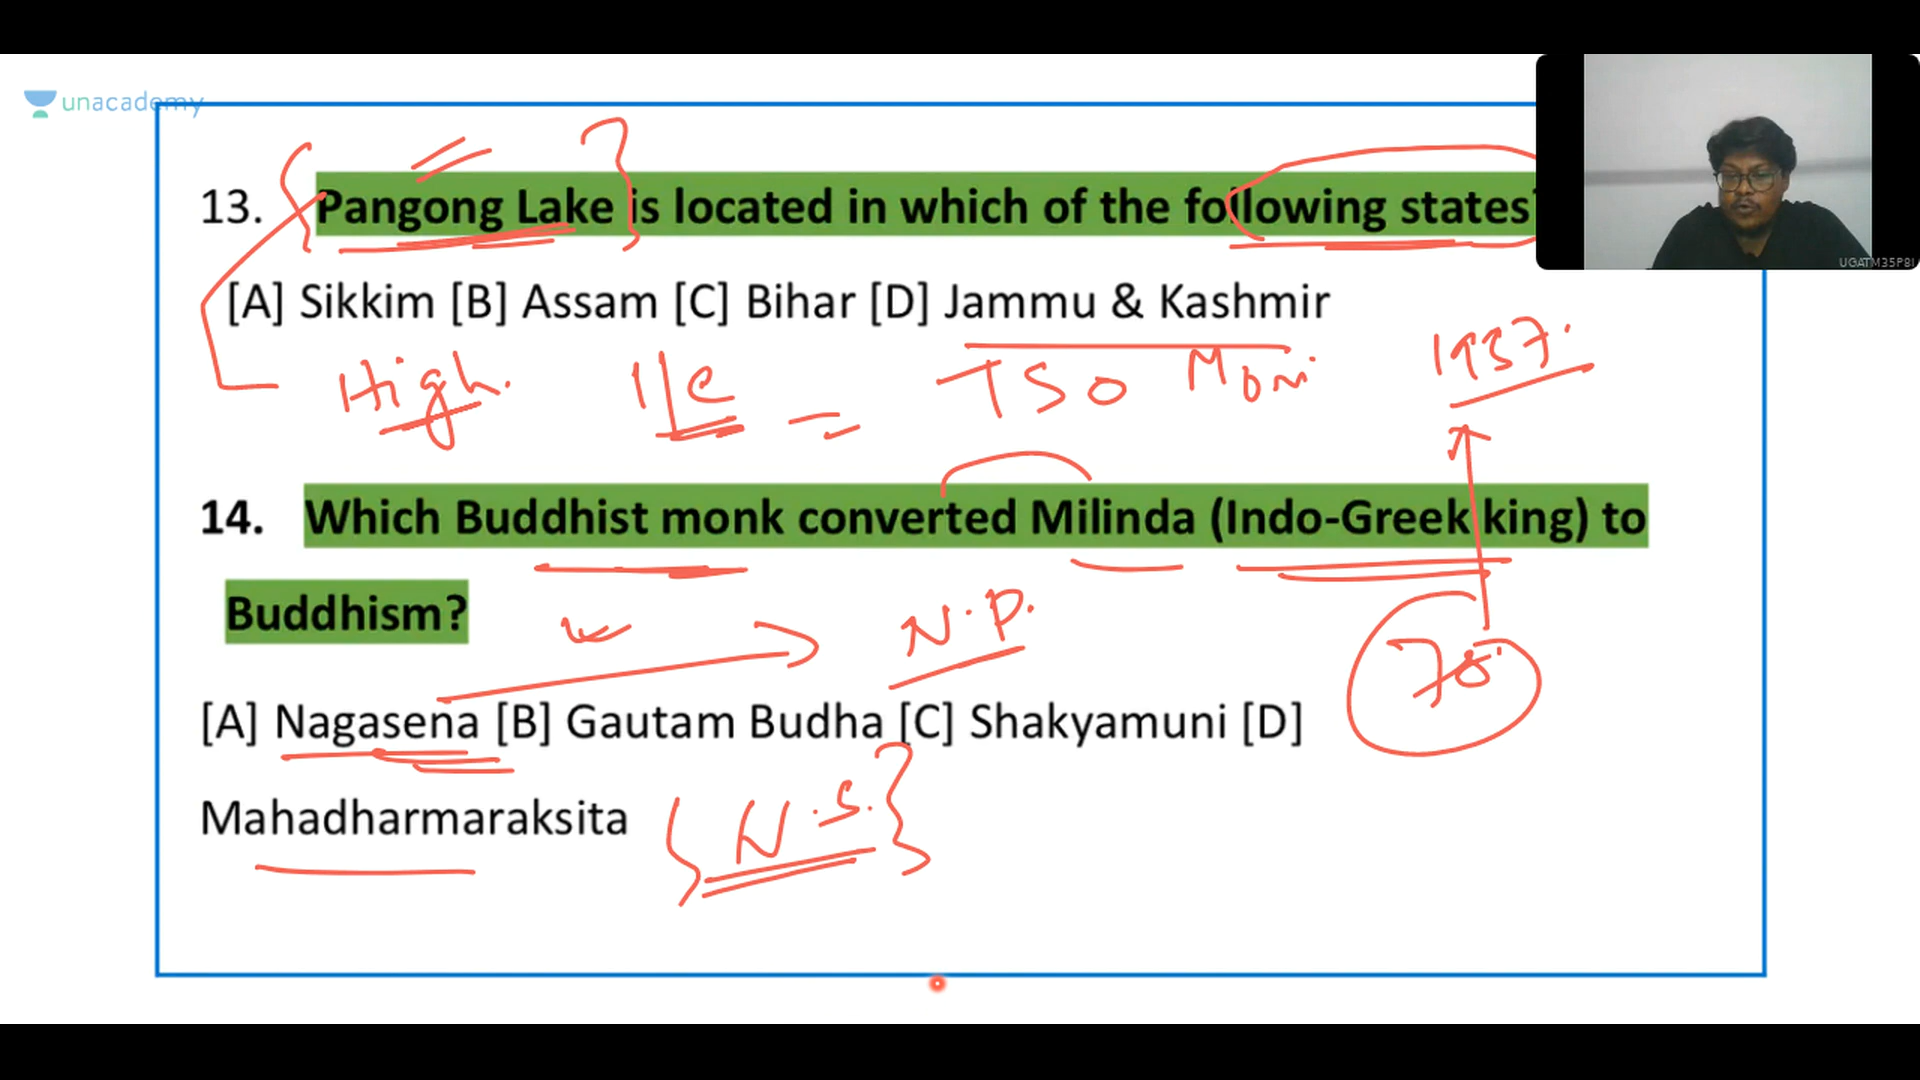 unacademy
13. Pangong Lake is located in which of the following states?
[A] Sikkim [B] Assam [C] Bihar [D] Jammu & Kashmir
1937.
High. TSO Mori
14. Which Buddhist monk converted Milinda (Indo-Greek king) to
Buddhism?
N.P.
[A] Nagasena [B] Gautam Budha [C] Shakyamuni [D]
Mahadharmaraksita
N.S.
UGATM35P8I